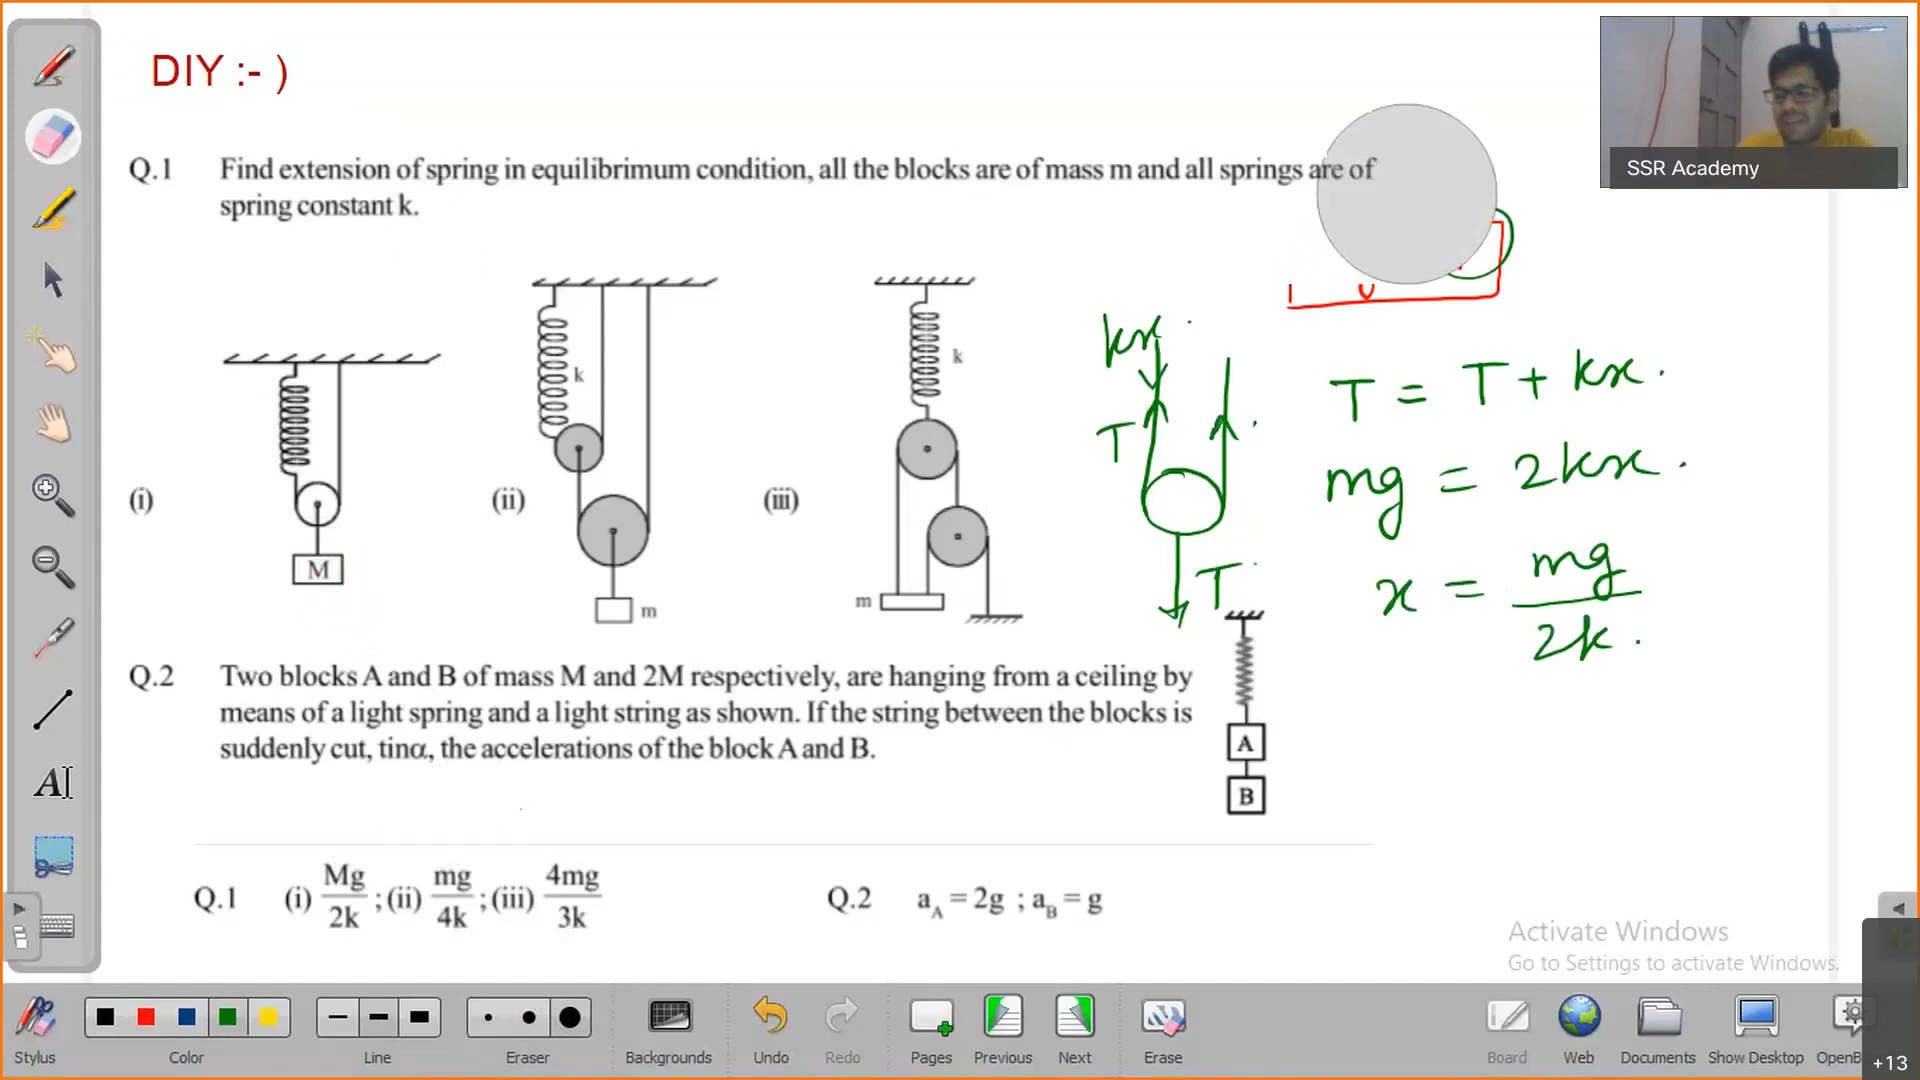 DIY :- )
SSR Academy
Q.1 Find extension of spring in equilibrimum condition, all the blocks are of mass m and all springs are of
spring constant k.
(i)
M
(ii)
k
m
(iii)
k
m
kx
T
T
T = T + kx.
mg = 2kx.
x = mg/2k.
Q.2 Two blocks A and B of mass M and 2M respectively, are hanging from a ceiling by
means of a light spring and a light string as shown. If the string between the blocks is
suddenly cut, tinα, the accelerations of the block A and B.
A
B
Q.1 (i) Mg/2k ; (ii) mg/4k ; (iii) 4mg/3k
Q.2 a_A = 2g ; a_B = g
Activate Windows
Go to Settings to activate Windows.
Stylus
Color
Line
Eraser
Backgrounds
Undo
Redo
Pages
Previous
Next
Erase
Board
Web
Documents
Show Desktop
OpenB
+13